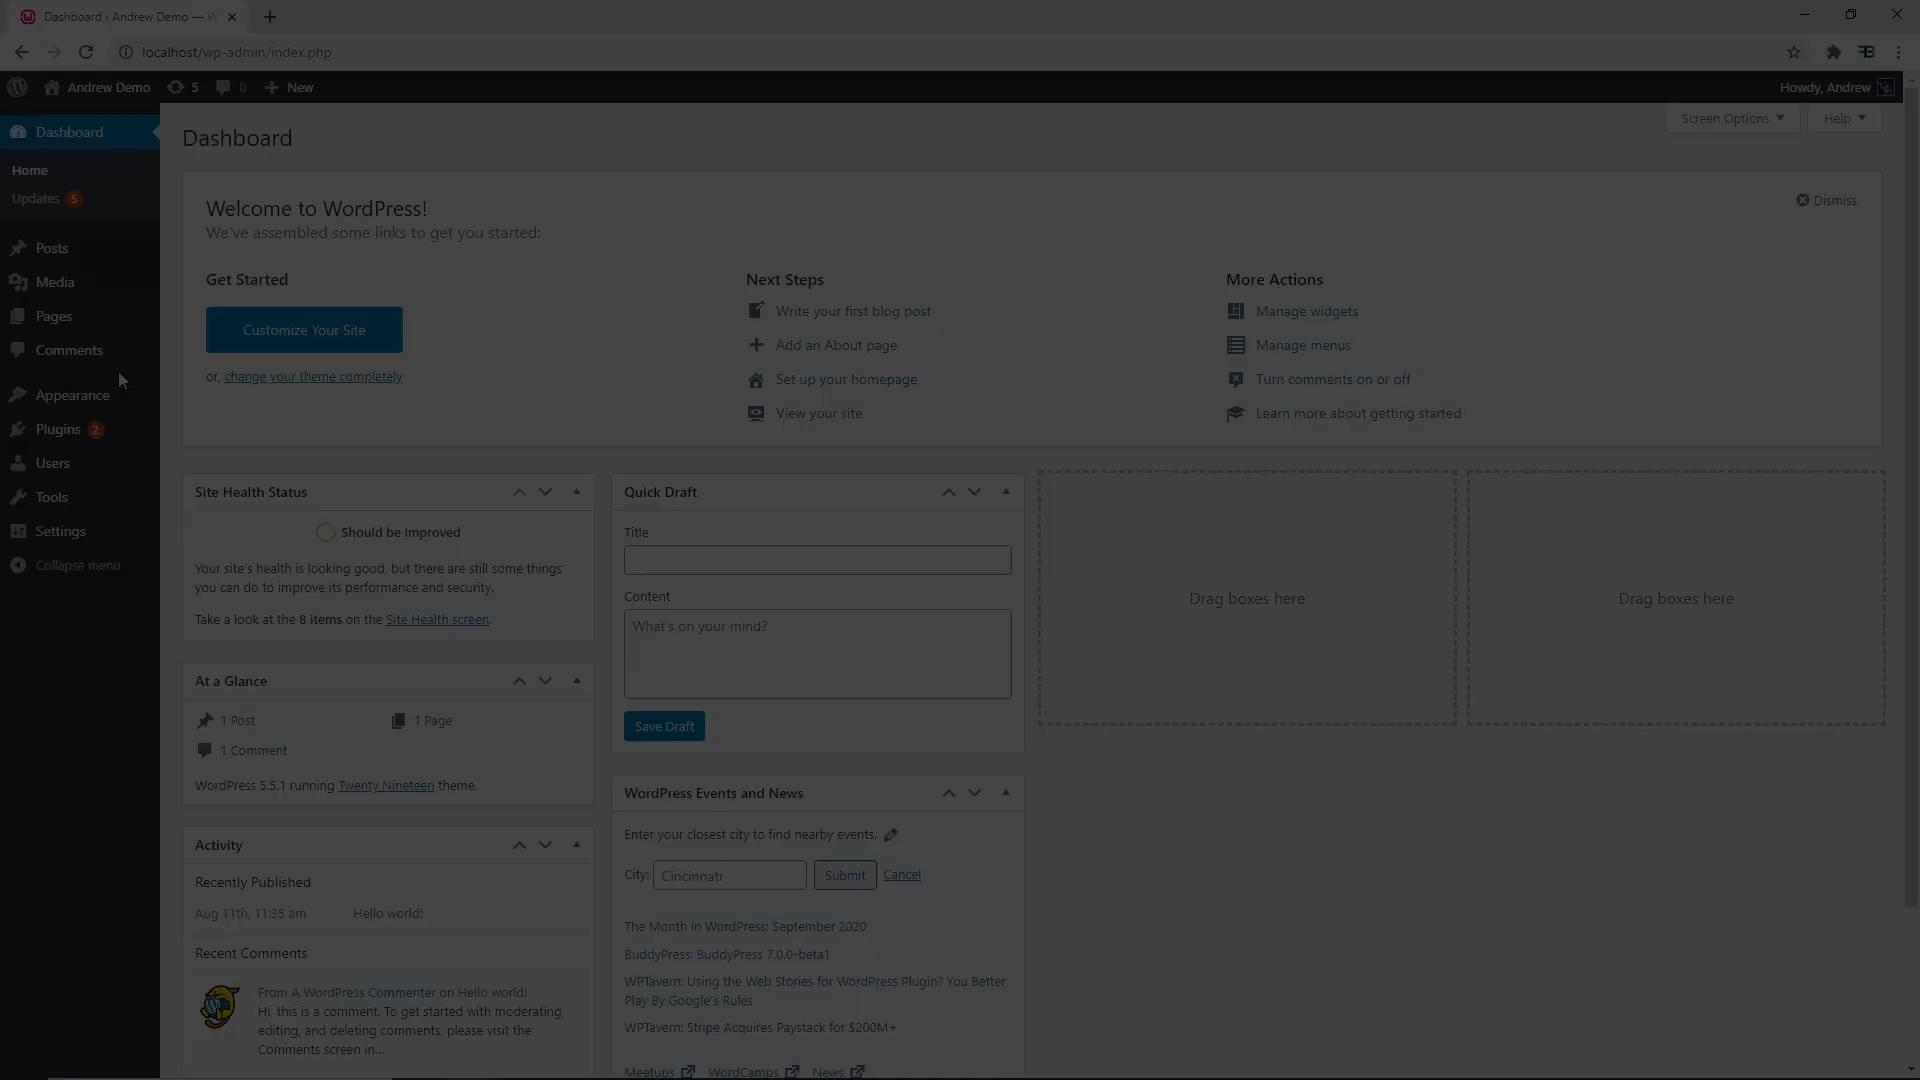 Dashboard ‹ Andrew Demo — W
localhost/wp-admin/index.php
Andrew Demo 5 0 New
Howdy, Andrew
Dashboard
Home
Updates 5
Posts
Media
Pages
Comments
Appearance
Plugins 2
Users
Tools
Settings
Collapse menu
Dashboard
Screen Options
Help
Welcome to WordPress!
We've assembled some links to get you started:
Dismiss
Get Started
Customize Your Site
or, change your theme completely
Next Steps
Write your first blog post
Add an About page
Set up your homepage
View your site
More Actions
Manage widgets
Manage menus
Turn comments on or off
Learn more about getting started
Site Health Status
Should be improved
Your site's health is looking good, but there are still some things
you can do to improve its performance and security.
Take a look at the 8 items on the Site Health screen.
At a Glance
1 Post
1 Page
1 Comment
WordPress 5.5.1 running Twenty Nineteen theme.
Activity
Recently Published
Aug 11th, 11:35 am Hello world!
Recent Comments
From A WordPress Commenter on Hello world!
Hi, this is a comment. To get started with moderating,
editing, and deleting comments, please visit the
Comments screen in...
Quick Draft
Title
Content
What's on your mind?
Save Draft
WordPress Events and News
Enter your closest city to find nearby events.
City: Cincinnati Submit Cancel
The Month in WordPress: September 2020
BuddyPress: BuddyPress 7.0.0-beta1
WPTavern: Using the Web Stories for WordPress Plugin? You Better
Play By Google's Rules
WPTavern: Stripe Acquires Paystack for $200M+
Meetups WordCamps News
Drag boxes here
Drag boxes here